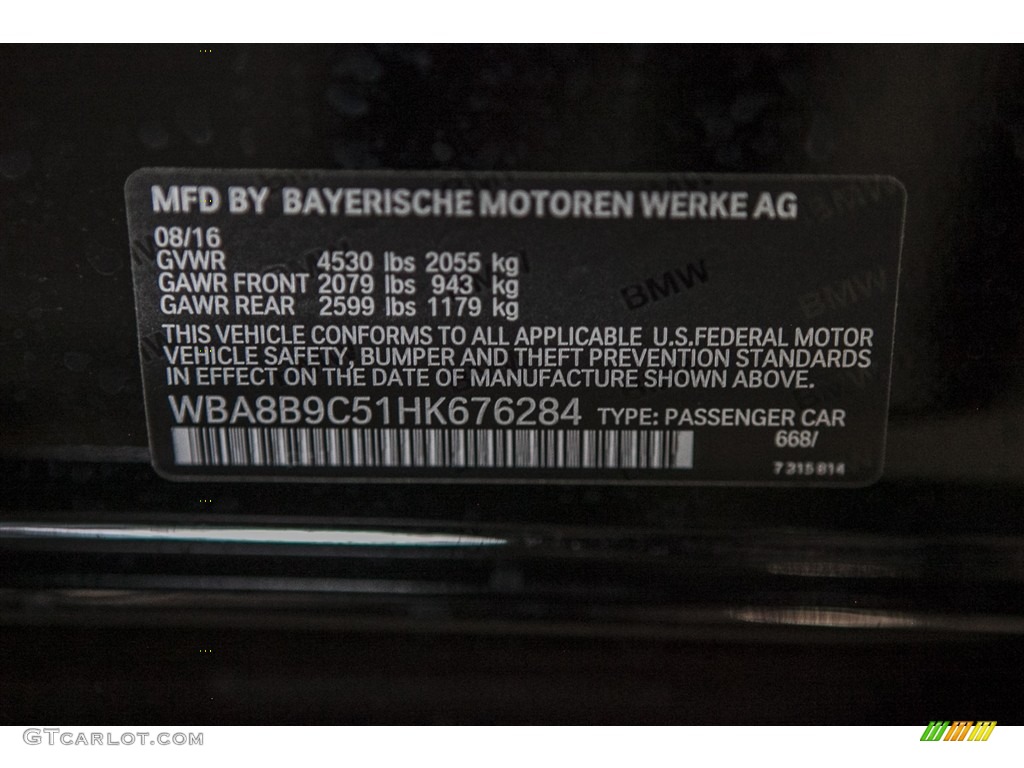 MFD BY BAYERISCHE MOTOREN WERKE AG
08/16
GVWR 4530 lbs 2055 kg
GAWR FRONT 2079 lbs 943 kg
GAWR REAR 2599 lbs 1179 kg
BMW BMW
THIS VEHICLE CONFORMS TO ALL APPLICABLE U.S.FEDERAL MOTOR
VEHICLE SAFETY, BUMPER AND THEFT PREVENTION STANDARDS
IN EFFECT ON THE DATE OF MANUFACTURE SHOWN ABOVE.
WBA8B9C51HK676284 TYPE: PASSENGER CAR
668/
7 315 814
GTCARLOT.COM